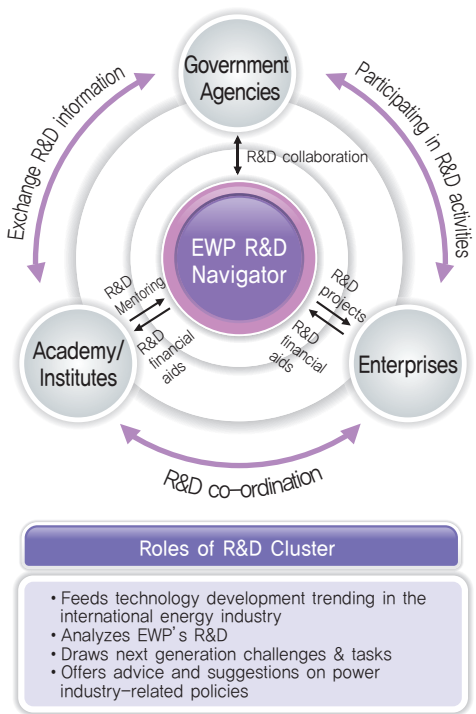 Government
Agencies
Exchange R&D information
Participating in R&D
activities
R&D collaboration
EWP R&D
Navigator
R&D
Mentoring
R&D
financial
aids
R&D
projects
R&D
financial
aids
Academy/
Institutes
Enterprises
R&D co-ordination
Roles of R&D Cluster
• Feeds technology development trending in the
international energy industry
• Analyzes EWP's R&D
• Draws next generation challenges & tasks
• Offers advice and suggestions on power
industry-related policies